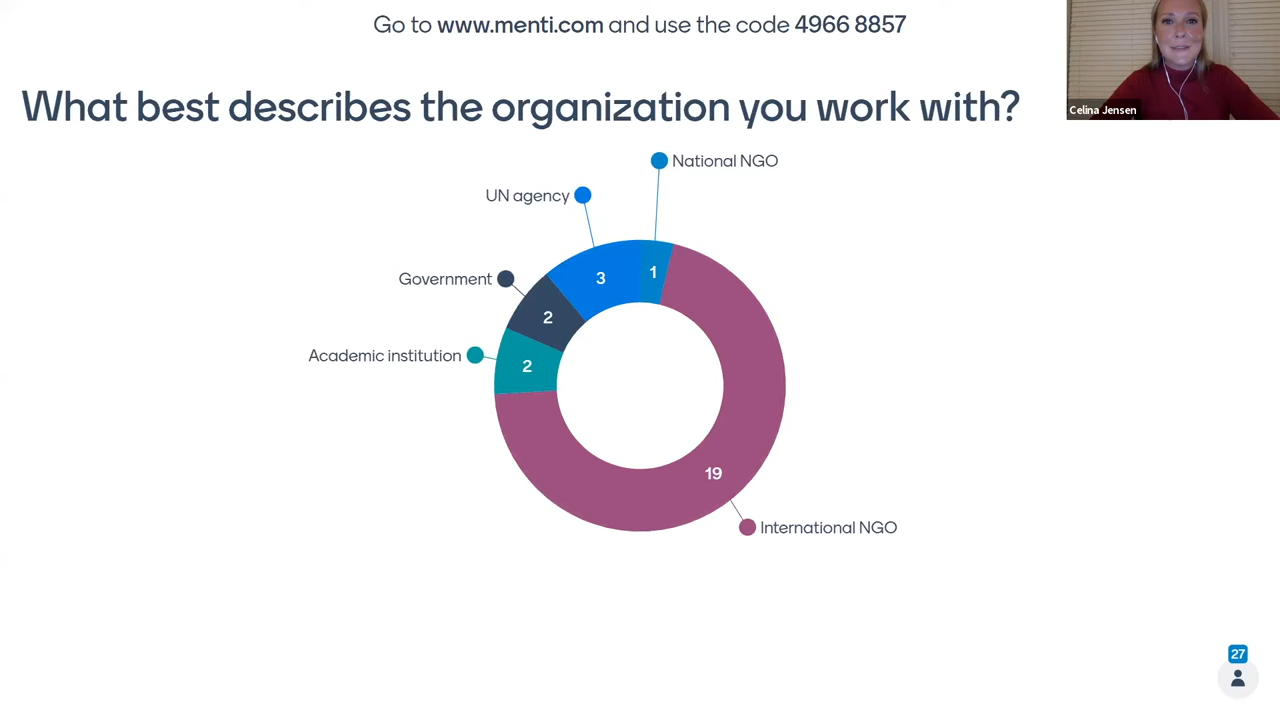 Go to www.menti.com and use the code 4966 8857
What best describes the organization you work with?
Celina Jensen
National NGO
UN agency
Government
Academic institution
3
1
2
2
19
International NGO
27